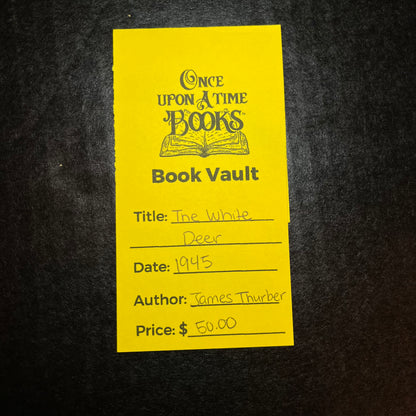 ONCE
UPON A TIME
BOOKS
Book Vault
Title: The White
Deer
Date: 1945
Author: James Thurber
Price: $ 50.00